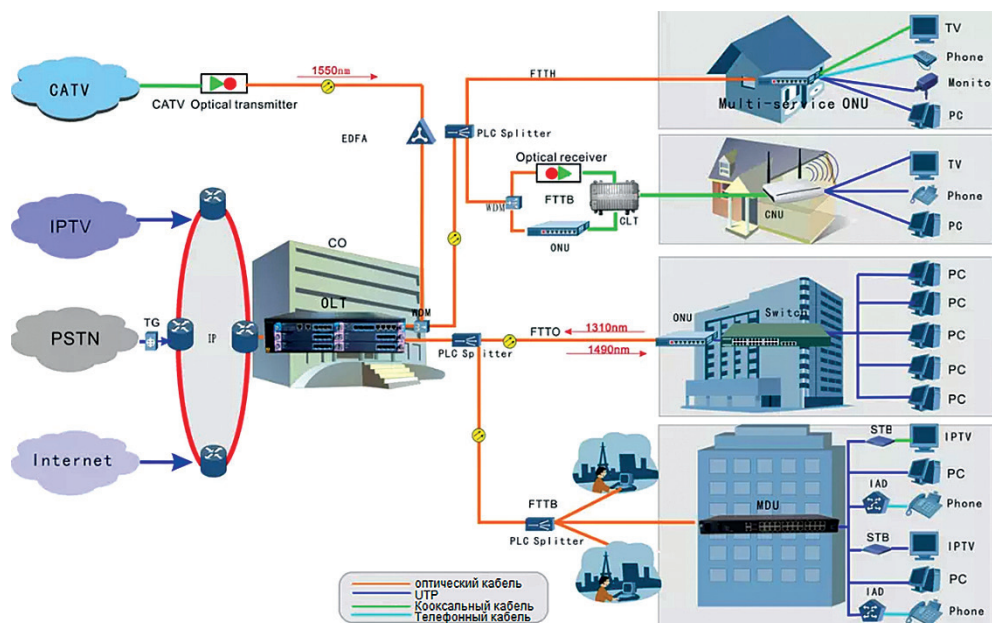 CATV
CATV Optical transmitter
1550nm
EDFA
IPTV
PSTN
TG
IP
Internet
CO
OLT
WDM
PLC Splitter
FTTH
Multi-service ONU
TV
Phone
Monito
PC
PLC Splitter
Optical receiver
FTTB
WDM
ONU
CLT
CNU
TV
Phone
PC
FTTO
1310nm
1490nm
ONU
Switch
PC
PC
PC
PC
PC
FTTB
PLC Splitter
MDU
STB
IPTV
PC
IAD
Phone
STB
IPTV
PC
IAD
Phone
оптический кабель
UTP
Кооксальный кабель
Телефонный кабель